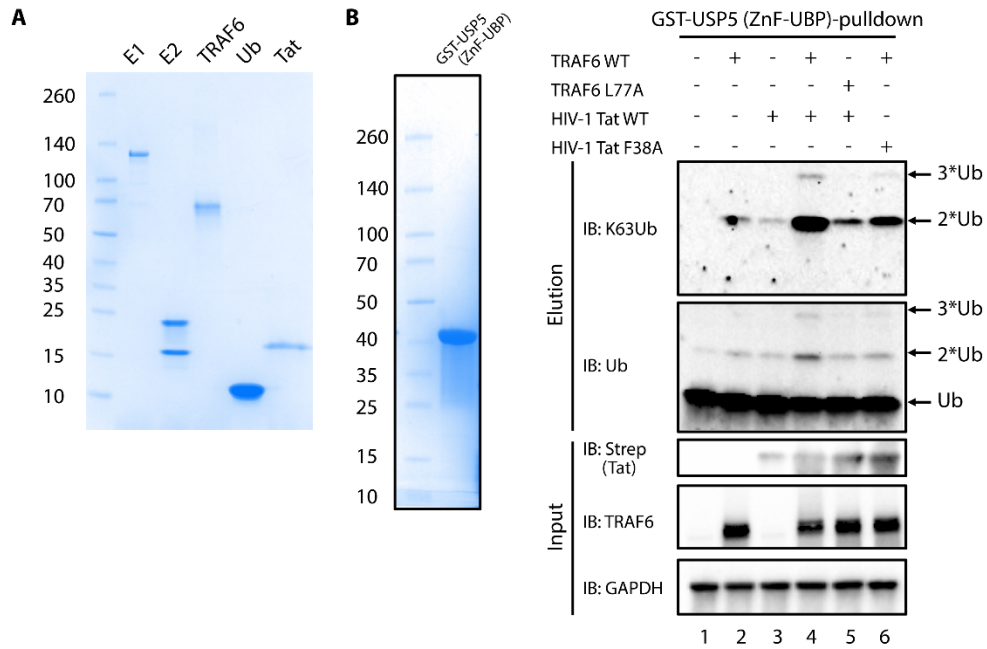 A
E1
E2
TRAF6
Ub
Tat
260
140
100
70
50
40
35
25
15
10
B
GST-USP5
(ZnF-UBP)
260
140
100
70
50
40
35
25
15
10
GST-USP5 (ZnF-UBP)-pulldown
TRAF6 WT - + - + - +
TRAF6 L77A - - - - + -
HIV-1 Tat WT - - + + + -
HIV-1 Tat F38A - - - - - +
Elution
IB: K63Ub
3*Ub
2*Ub
IB: Ub
3*Ub
2*Ub
Ub
Input
IB: Strep
(Tat)
IB: TRAF6
IB: GAPDH
1 2 3 4 5 6